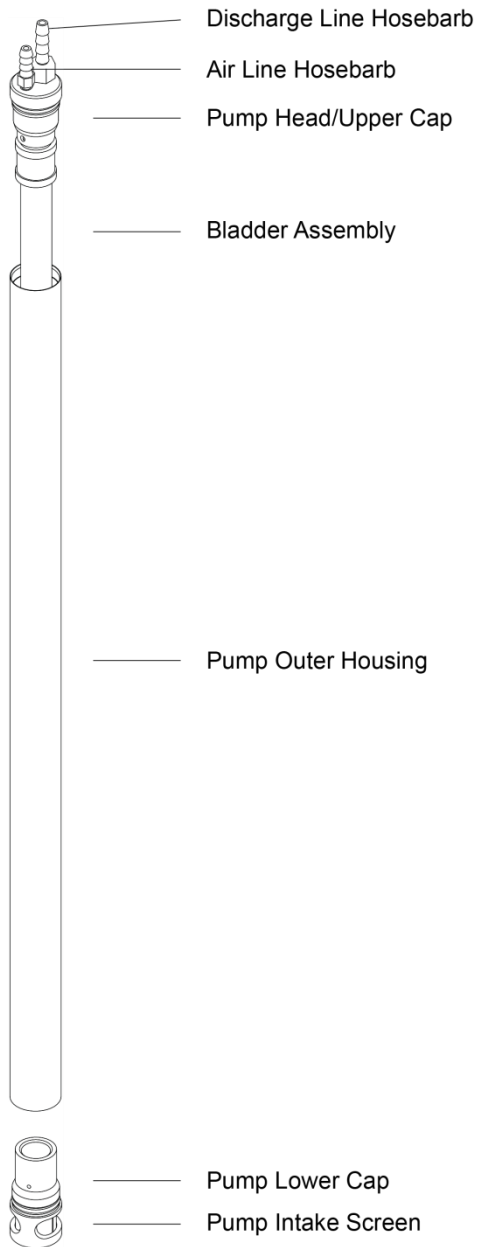 Discharge Line Hosebarb
Air Line Hosebarb
Pump Head/Upper Cap
Bladder Assembly
Pump Outer Housing
Pump Lower Cap
Pump Intake Screen